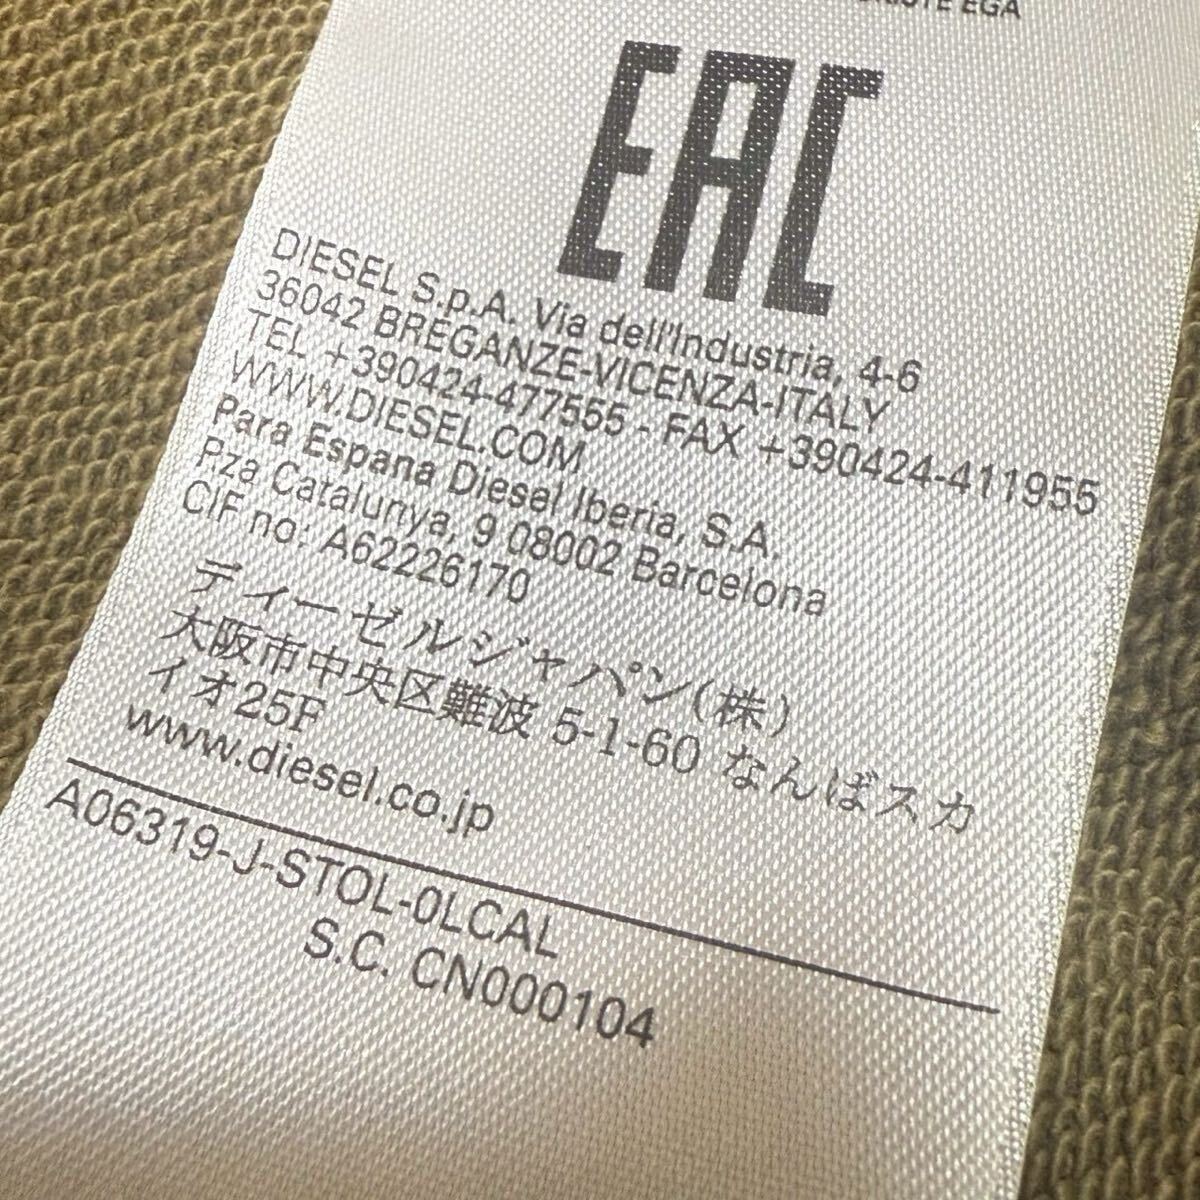 EGA
EAC
DIESEL S.p.A. Via dell'Industria, 4-6
36042 BREGANZE-VICENZA-ITALY
TEL +390424-477555 - FAX +390424-411955
WWW.DIESEL.COM
Para Espana Diesel Iberia, S.A.
P.za Catalunya, 9 08002 Barcelona
CIF no: A62226170
ディーゼルジャパン(株)
大阪市中央区難波 5-1-60 なんばスカ
イオ25F
www.diesel.co.jp
A06319-J-STOL-0LCAL
S.C. CN000104